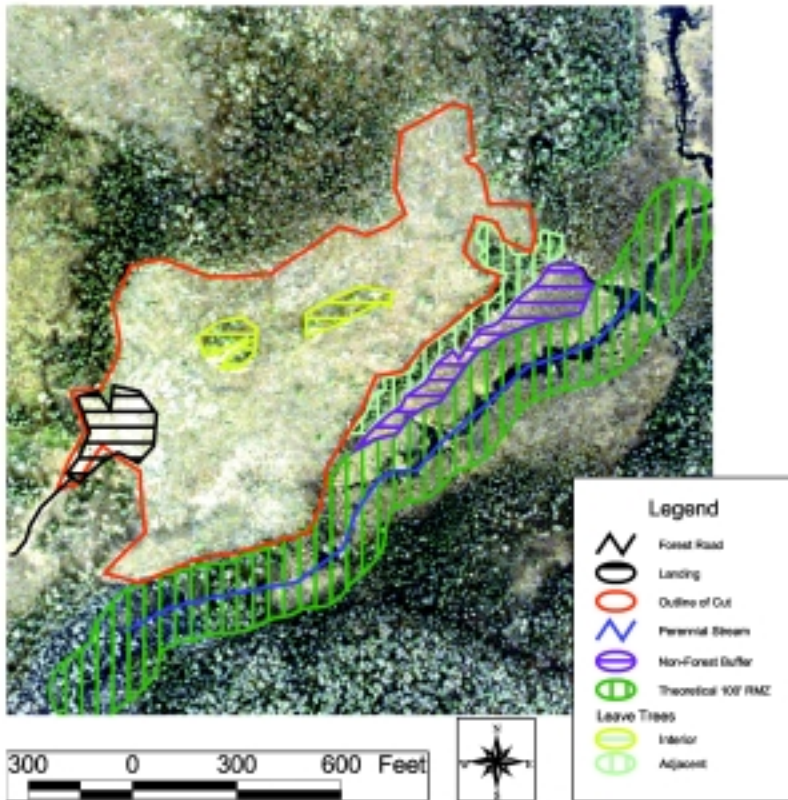 Legend
Forest Road
Landing
Outline of Cut
Perennial Stream
Non-Forest Buffer
Theoretical 100' RMZ
Leave Trees
Interior
Adjacent
300 0 300 600 Feet
N
W E
S